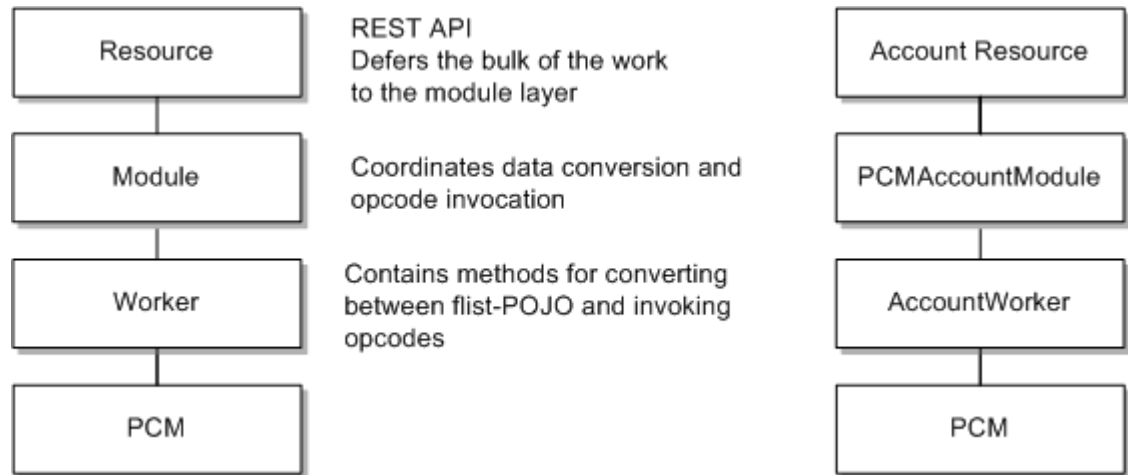 Resource
REST API
Defers the bulk of the work
to the module layer
Account Resource
Module
Coordinates data conversion and
opcode invocation
PCMAccountModule
Worker
Contains methods for converting
between flist-POJO and invoking
opcodes
AccountWorker
PCM
PCM